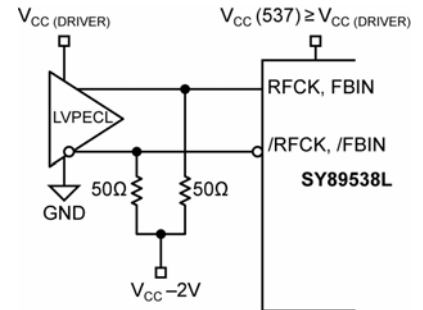 VCC (DRIVER) VCC (537) ≥ VCC (DRIVER)
RFCK, FBIN
LVPECL
/RFCK, /FBIN
SY89538L
50Ω 50Ω
GND
VCC –2V